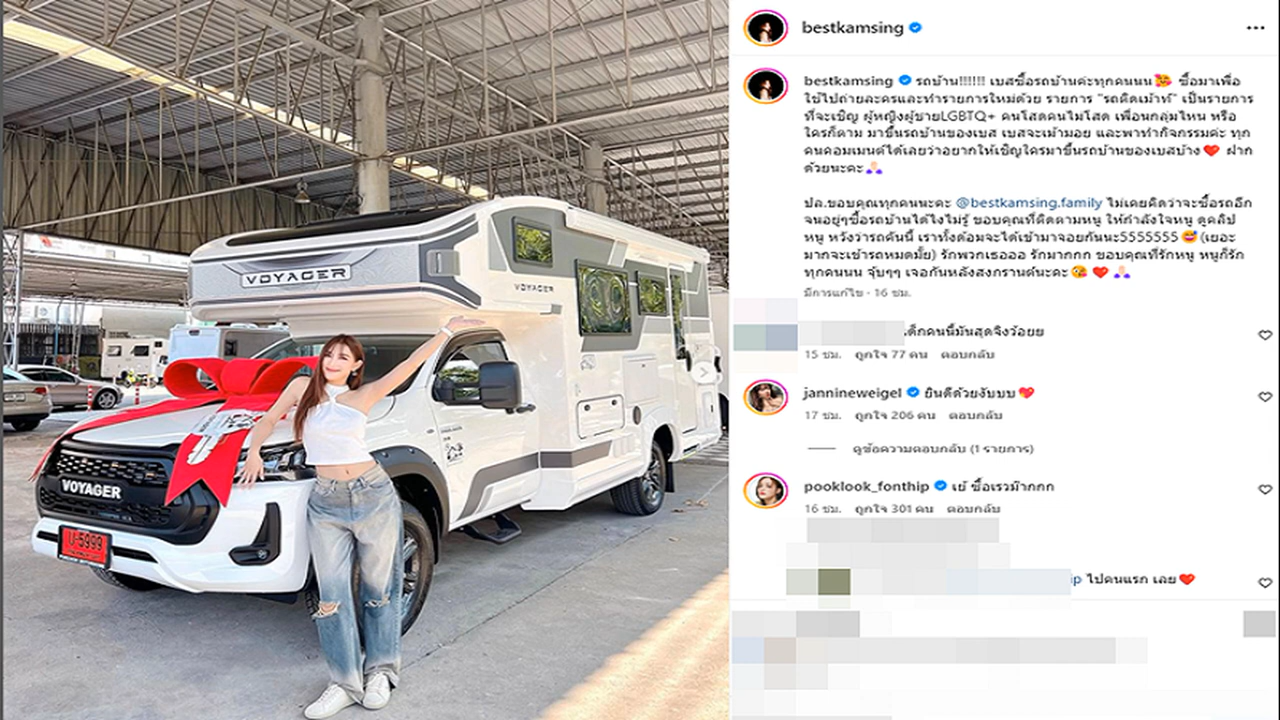 VOYAGER
VOYAGER
VOYAGER
ป-5999
bestkamsing
bestkamsing รถบ้าน!!!!!! เบสซื้อรถบ้านค่ะทุกคนนน🥰 ซื้อมาเพื่อ
ใช้ไปถ่ายละครและทำรายการใหม่ด้วย รายการ "รถติดเม้าท์" เป็นรายการ
ที่จะเชิญ ผู้หญิงผู้ชายLGBTQ+ คนโสดคนไม่โสด เพื่อนกลุ่มไหน หรือ
ใครก็ตาม มาขึ้นรถบ้านของเบส เบสจะเม้ามอย และพาทำกิจกรรมค่ะ ทุก
คนคอมเมนต์ได้เลยว่าอยากให้เชิญใครมาขึ้นรถบ้านของเบสบ้าง❤️ ฝาก
ด้วยนะคะ🙏🏻
ปล.ขอบคุณทุกคนนะคะ @bestkamsing.family ไม่เคยคิดว่าจะซื้อรถอีก
จนอยู่ๆซื้อรถบ้านได้ไงไม่รู้ ขอบคุณที่ติดตามหนู ให้กำลังใจหนู ดูคลิป
หนู หวังว่ารถคันนี้ เราทั้งด้อมจะได้เข้ามาจอยกันนะ5555555😅(เยอะ
มากจะเข้ารถหมดมั้ย) รักพวกเธอออ รักมากกก ขอบคุณที่รักหนู หนูก็รัก
ทุกคนนน จุ๊บๆๆ เจอกันหลังสงกรานต์นะคะ😘❤️🙏🏻
มีการแก้ไข · 16 ชม.
เด็กคนนี้มันสุดจิงว้อยย
15 ชม. ถูกใจ 77 คน ตอบกลับ
jannineweigel ยินดีด้วยงับบบ💖
17 ชม. ถูกใจ 206 คน ตอบกลับ
ดูข้อความตอบกลับ (1 รายการ)
pooklook_fonthip เย้ ซื้อเรวม๊ากกก
16 ชม. ถูกใจ 301 คน ตอบกลับ
ip ไปคนแรก เลย❤️